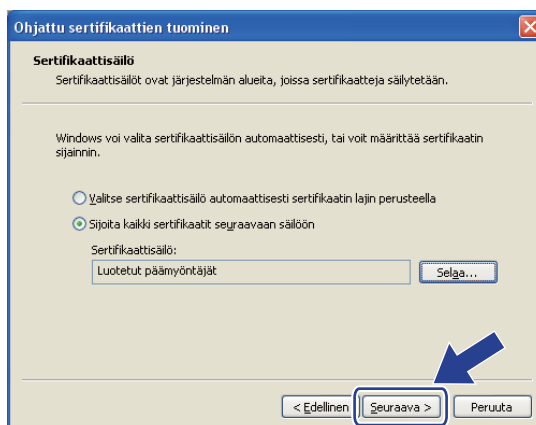 Ohjattu sertifikaattien tuominen
Sertifikaattisäilö
Sertifikaattisäilöt ovat järjestelmän alueita, joissa sertifikaatteja säilytetään.
Windows voi valita sertifikaattisäilön automaattisesti, tai voit määrittää sertifikaatin
sijainnin.
Valitse sertifikaattisäilö automaattisesti sertifikaatin lajin perusteella
Sijoita kaikki sertifikaatit seuraavaan säilöön
Sertifikaattisäilö:
Luotetut päämyöntäjät
Selaa...
< Edellinen
Seuraava >
Peruuta